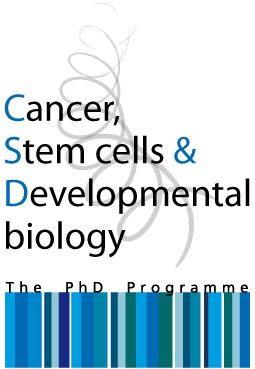 Cancer,
Stem cells &
Developmental
biology
The PhD Programme